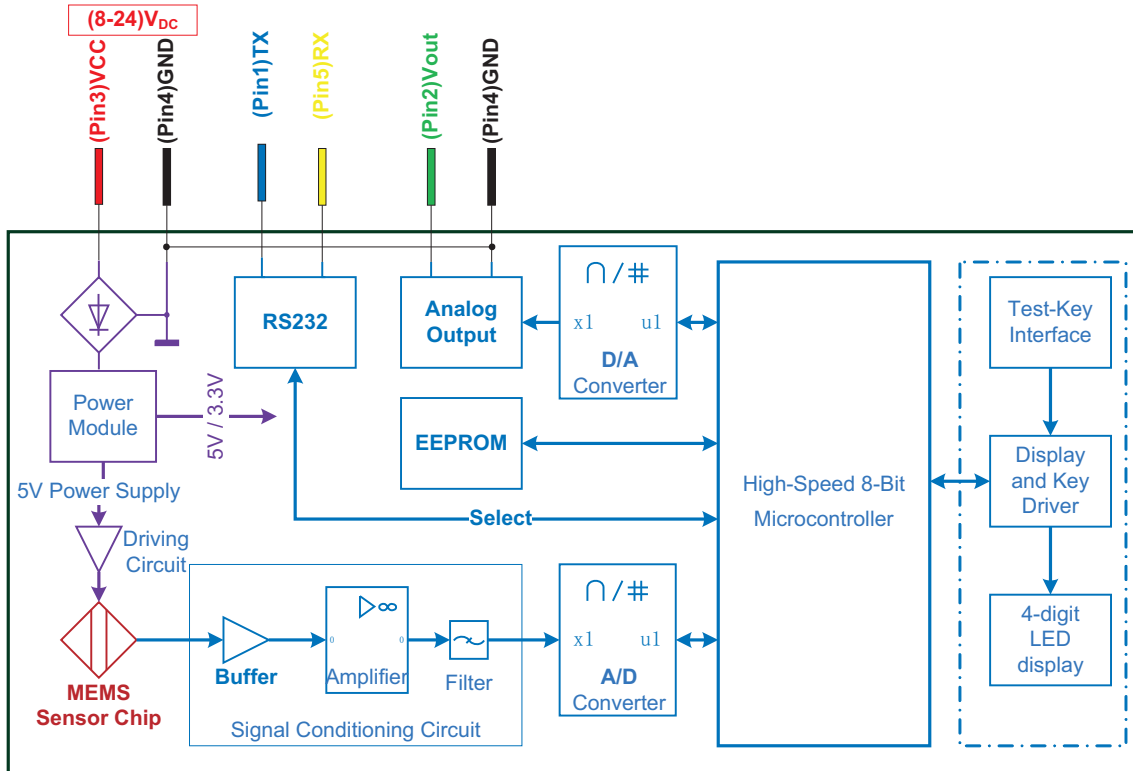 (8-24)VDC
(Pin3)VCC
(Pin4)GND
(Pin1)TX
(Pin5)RX
(Pin2)Vout
(Pin4)GND
RS232
Analog
Output
∩/#
x1 u1
D/A
Converter
Test-Key
Interface
Power
Module
5V / 3.3V
EEPROM
High-Speed 8-Bit
Microcontroller
Display
and Key
Driver
5V Power Supply
Select
Driving
Circuit
MEMS
Sensor Chip
Buffer
▷∞
0 0
Amplifier
Filter
Signal Conditioning Circuit
∩/#
x1 u1
A/D
Converter
4-digit
LED
display